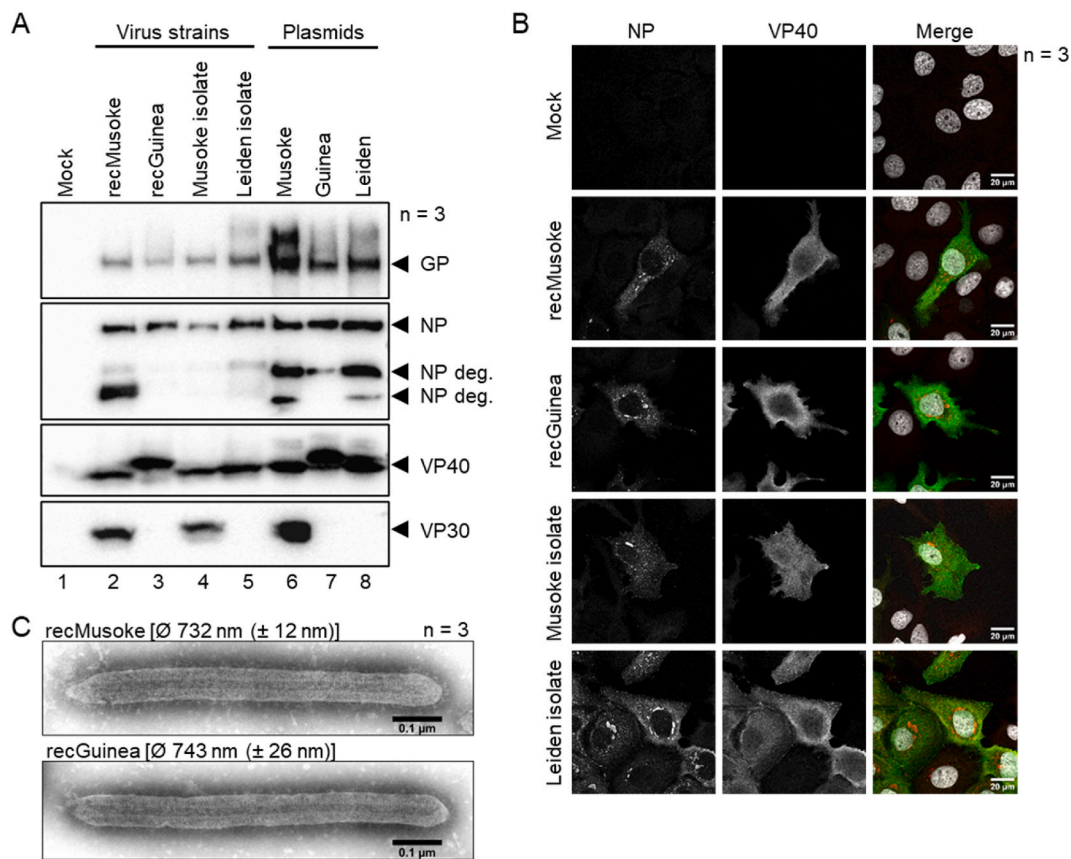 A
Virus strains
Plasmids
Mock
recMusoke
recGuinea
Musoke isolate
Leiden isolate
Musoke
Guinea
Leiden
n = 3
GP
NP
NP deg.
NP deg.
VP40
VP30
1 2 3 4 5 6 7 8
B
NP VP40 Merge
n = 3
Mock
20 µm
recMusoke
20 µm
recGuinea
20 µm
Musoke isolate
20 µm
Leiden isolate
20 µm
C
recMusoke [Ø 732 nm (± 12 nm)] n = 3
0.1 µm
recGuinea [Ø 743 nm (± 26 nm)]
0.1 µm